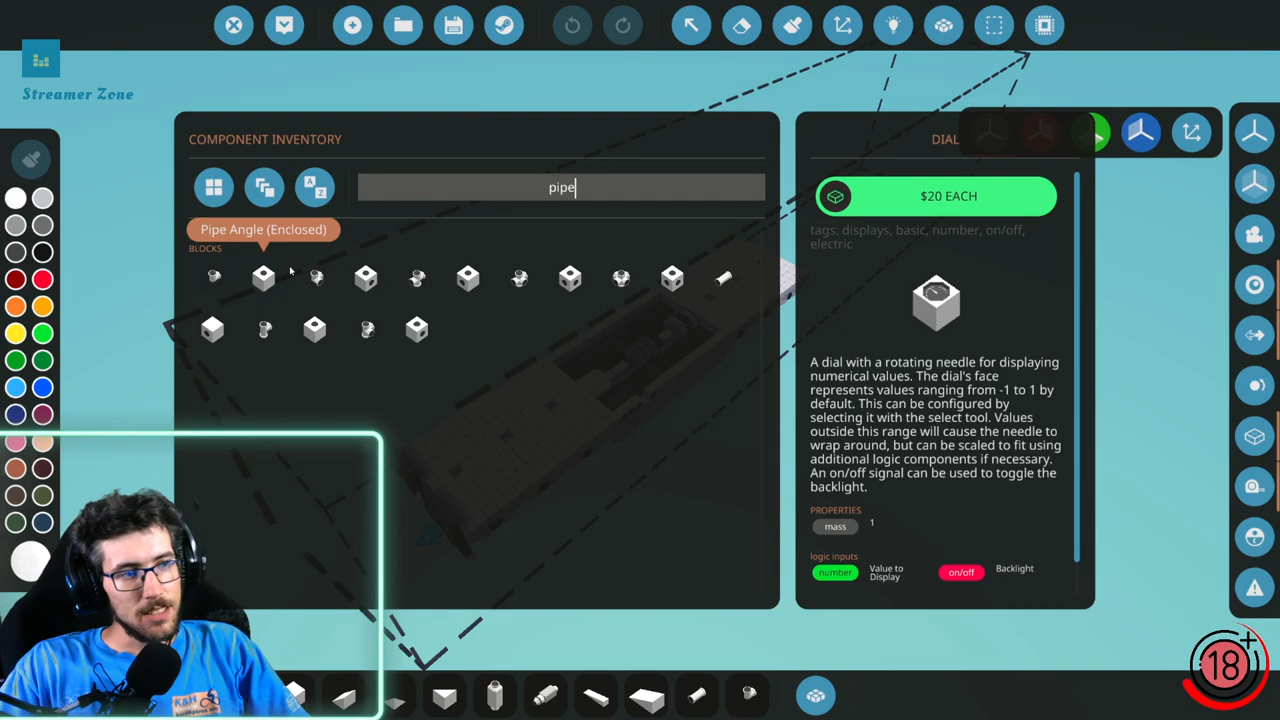 Streamer Zone
COMPONENT INVENTORY
pipe
Pipe Angle (Enclosed)
BLOCKS
DIAL
$20 EACH
tags: displays, basic, number, on/off,
electric
A dial with a rotating needle for displaying
numerical values. The dial's face
represents values ranging from -1 to 1 by
default. This can be configured by
selecting it with the select tool. Values
outside this range will cause the needle to
wrap around, but can be scaled to fit using
additional logic components if necessary.
An on/off signal can be used to toggle the
backlight.
PROPERTIES
mass 1
logic inputs
number Value to
Display
on/off Backlight
K&H
18+